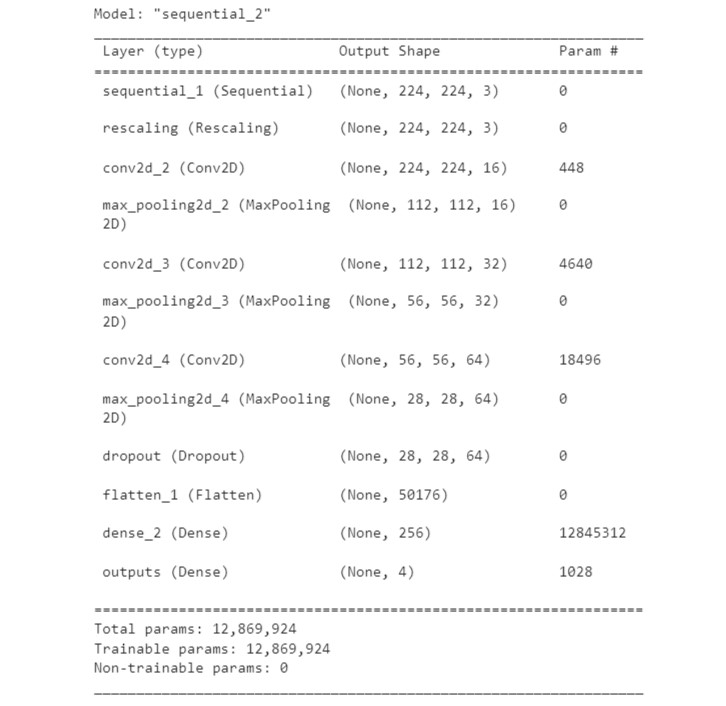 Model: "sequential_2"
Layer (type) Output Shape Param #
sequential_1 (Sequential) (None, 224, 224, 3) 0
rescaling (Rescaling) (None, 224, 224, 3) 0
conv2d_2 (Conv2D) (None, 224, 224, 16) 448
max_pooling2d_2 (MaxPooling (None, 112, 112, 16) 0
2D)
conv2d_3 (Conv2D) (None, 112, 112, 32) 4640
max_pooling2d_3 (MaxPooling (None, 56, 56, 32) 0
2D)
conv2d_4 (Conv2D) (None, 56, 56, 64) 18496
max_pooling2d_4 (MaxPooling (None, 28, 28, 64) 0
2D)
dropout (Dropout) (None, 28, 28, 64) 0
flatten_1 (Flatten) (None, 50176) 0
dense_2 (Dense) (None, 256) 12845312
outputs (Dense) (None, 4) 1028
Total params: 12,869,924
Trainable params: 12,869,924
Non-trainable params: 0